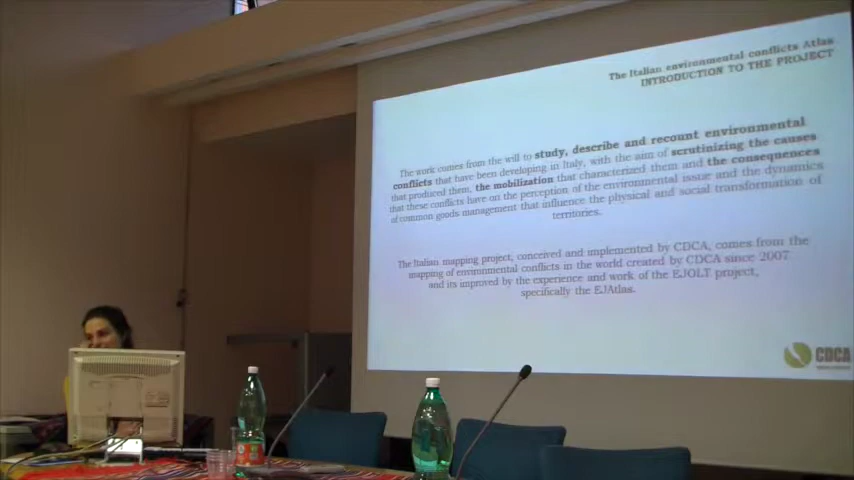 The Italian environmental conflicts Atlas
INTRODUCTION TO THE PROJECT
The work comes from the will to study, describe and recount environmental
conflicts that have been developing in Italy, with the aim of scrutinizing the causes
that produced them, the mobilization that characterized them and the consequences
that these conflicts have on the perception of the environmental issue and the dynamics
of common goods management that influence the physical and social transformation of
territories.
The Italian mapping project, conceived and implemented by CDCA, comes from the
mapping of environmental conflicts in the world created by CDCA since 2007
and its improved by the experience and work of the EJOLT project,
specifically the EJAtlas.
CDCA